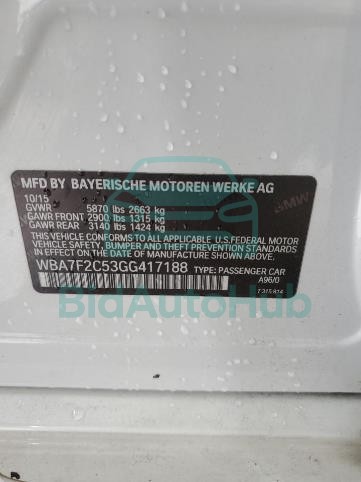 MFD BY BAYERISCHE MOTOREN WERKE AG
10/15
GVWR 5870 lbs 2663 kg
GAWR FRONT 2900 lbs 1315 kg
GAWR REAR 3140 lbs 1424 kg
THIS VEHICLE CONFORMS TO ALL APPLICABLE U.S. FEDERAL MOTOR
VEHICLE SAFETY, BUMPER, AND THEFT PREVENTION STANDARDS
IN EFFECT ON THE DATE OF MANUFACTURE SHOWN ABOVE.
WBA7F2C53GG417188 TYPE: PASSENGER CAR
A96/0
BMW
BidAutoHub